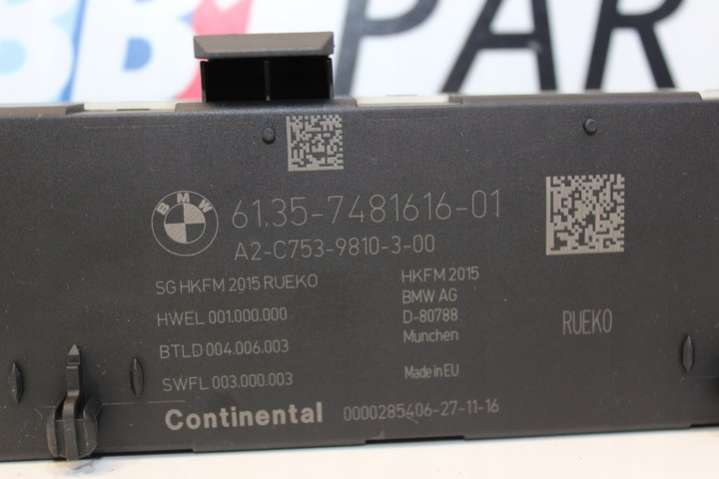 BB PAR
BMW
61.35-7481616-01
A2-C753-9810-3-00
SG HKFM 2015 RUEKO
HWEL 001.000.000
BTLD 004.006.003
SWFL 003.000.003
HKFM 2015
BMW AG
D-80788
Munchen
Made in EU
RUEKO
Continental 0000285406-27-11-16